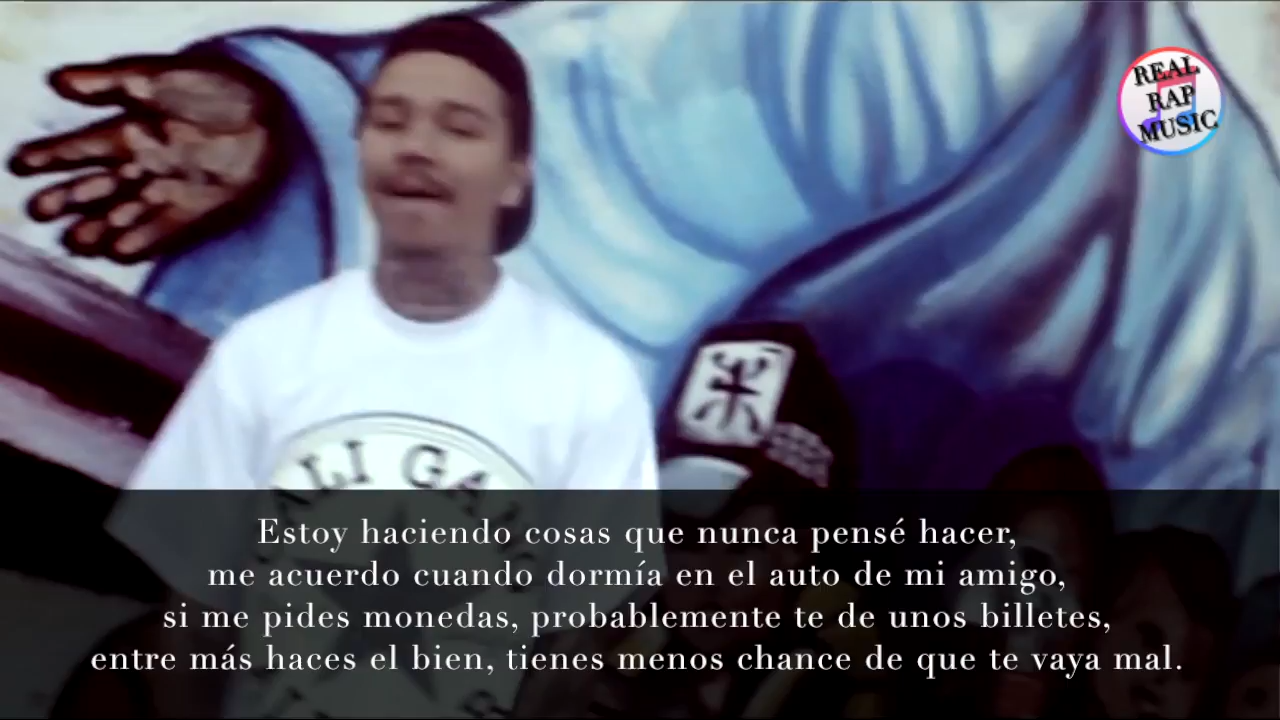 REAL
RAP
MUSIC
ALI GA
Estoy haciendo cosas que nunca pensé hacer,
me acuerdo cuando dormía en el auto de mi amigo,
si me pides monedas, probablemente te de unos billetes,
entre más haces el bien, tienes menos chance de que te vaya mal.